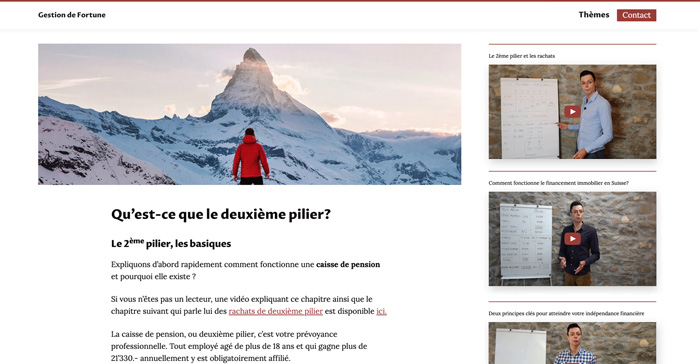 Gestion de Fortune
Thèmes
Contact
Qu’est-ce que le deuxième pilier?
Le 2ème pilier, les basiques
Expliquons d’abord rapidement comment fonctionne une caisse de pension
et pourquoi elle existe ?
Si vous n’êtes pas un lecteur, une vidéo expliquant ce chapitre ainsi que le
chapitre suivant qui parle lui des rachats de deuxième pilier est disponible ici.
La caisse de pension, ou deuxième pilier, c’est votre prévoyance
professionnelle. Tout employé agé de plus de 18 ans et qui gagne plus de
21’330.- annuellement y est obligatoirement affilié.
Le 2ème pilier et les rachats
Comment fonctionne le financement immobilier en Suisse?
Deux principes clés pour atteindre votre indépendance financière